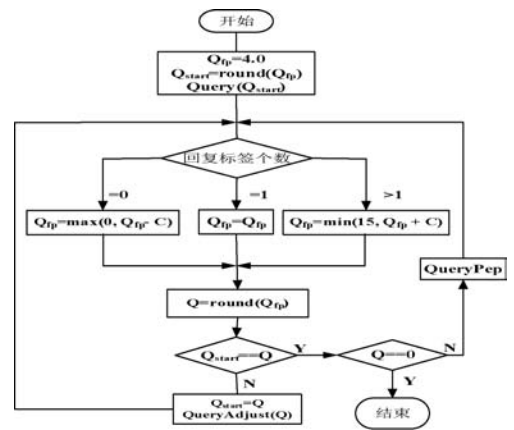 开始
Qfp=4.0
Qstart=round(Qfp)
Query(Qstart)
回复标签个数
=0
=1
>1
Qfp=max(0, Qfp- C)
Qfp=Qfp
Qfp=min(15, Qfp + C)
QueryPep
Q=round(Qfp)
Qstart==Q
Y
Q==0
N
N
Y
Qstart=Q
QueryAdjust(Q)
结束